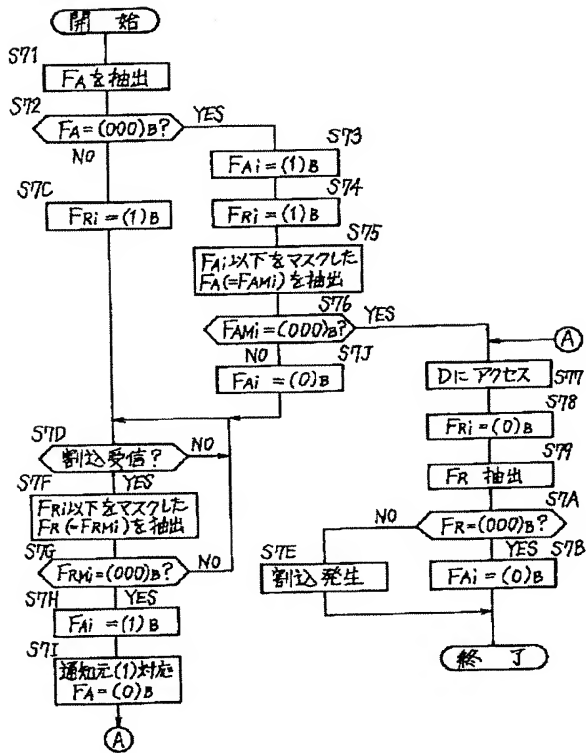 開 始
S71
FAを抽出
S72
FA=(000)B?
YES
NO
S73
FAi=(1)B
S7C
FRi=(1)B
S74
FRi=(1)B
S75
FAi以下をマスクした
FA(=FAMi)を抽出
S76
FAMi=(000)B?
YES
NO
S7J
FAi=(0)B
A
Dにアクセス
S77
S78
FRi=(0)B
S79
FR 抽出
S7A
FR=(000)B?
NO
YES
S7B
FAi=(0)B
S7E
割込発生
終 了
S7D
割込受信?
NO
YES
S7F
FRi以下をマスクした
FR(=FRMi)を抽出
S7G
FRMi=(000)B?
NO
YES
S7H
FAi=(1)B
S7I
通知元(1)対応
FA=(0)B
A